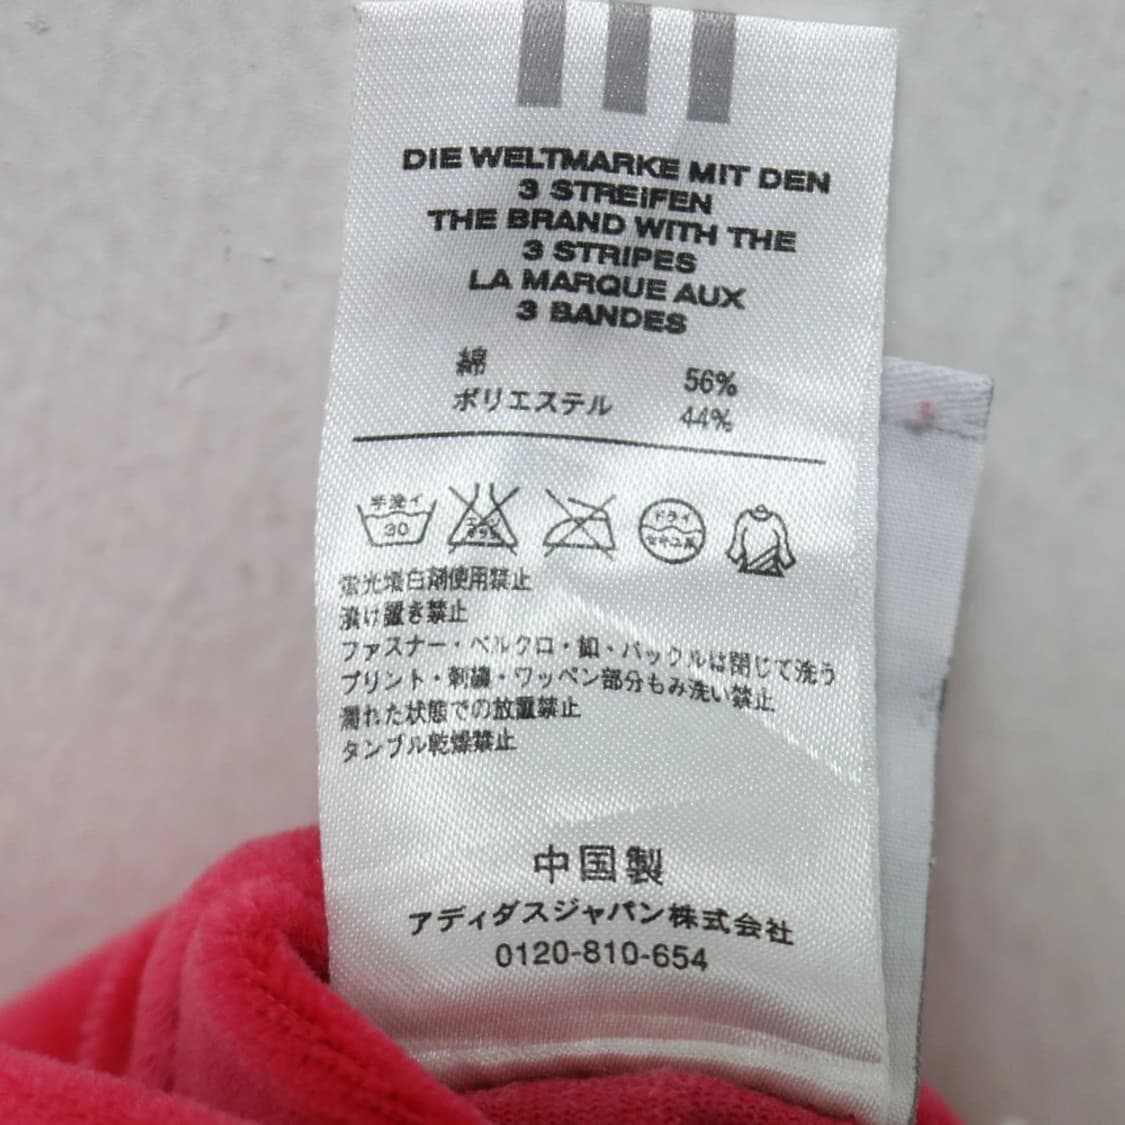 DIE WELTMARKE MIT DEN
3 STREiFEN
THE BRAND WITH THE
3 STRIPES
LA MARQUE AUX
3 BANDES
綿 56%
ポリエステル 44%
手洗イ 30 ドライ
蛍光増白剤使用禁止
漬け置き禁止
ファスナー・ベルクロ・釦・バックルは閉じて洗う
プリント・刺繍・ワッペン部分もみ洗い禁止
濡れた状態での放置禁止
タンブル乾燥禁止
中国製
アディダスジャパン株式会社
0120-810-654